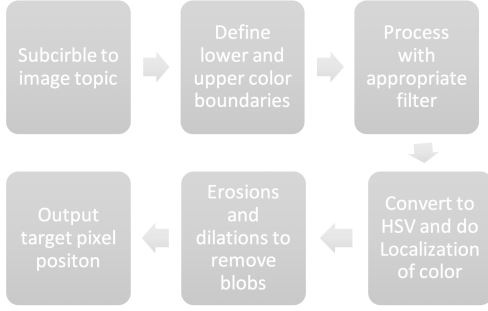 Subcirble to
image topic
Define
lower and
upper color
boundaries
Process
with
appropriate
filter
Convert to
HSV and do
Localization
of color
Erosions
and
dilations to
remove
blobs
Output
target pixel
positon